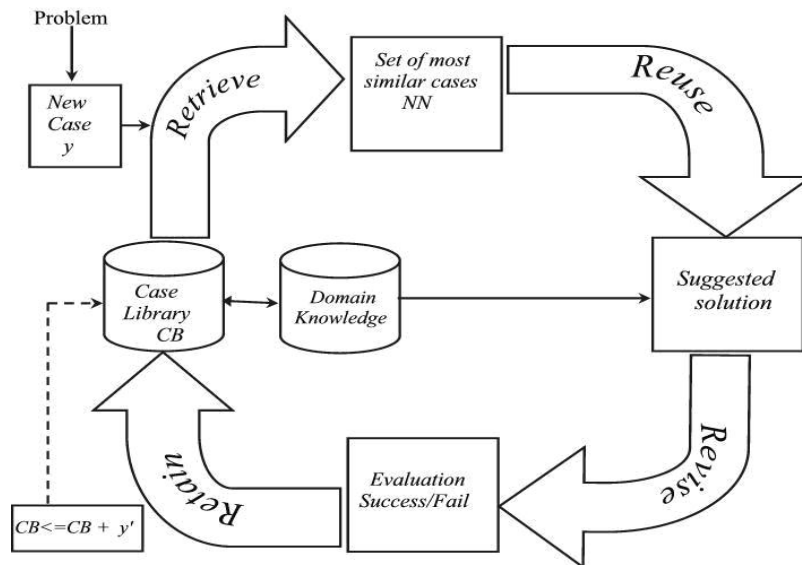 Problem
New
Case
y
Retrieve
Set of most
similar cases
NN
Reuse
Case
Library
CB
Domain
Knowledge
Suggested
solution
Revise
Evaluation
Success/Fail
Retain
CB<=CB + y'